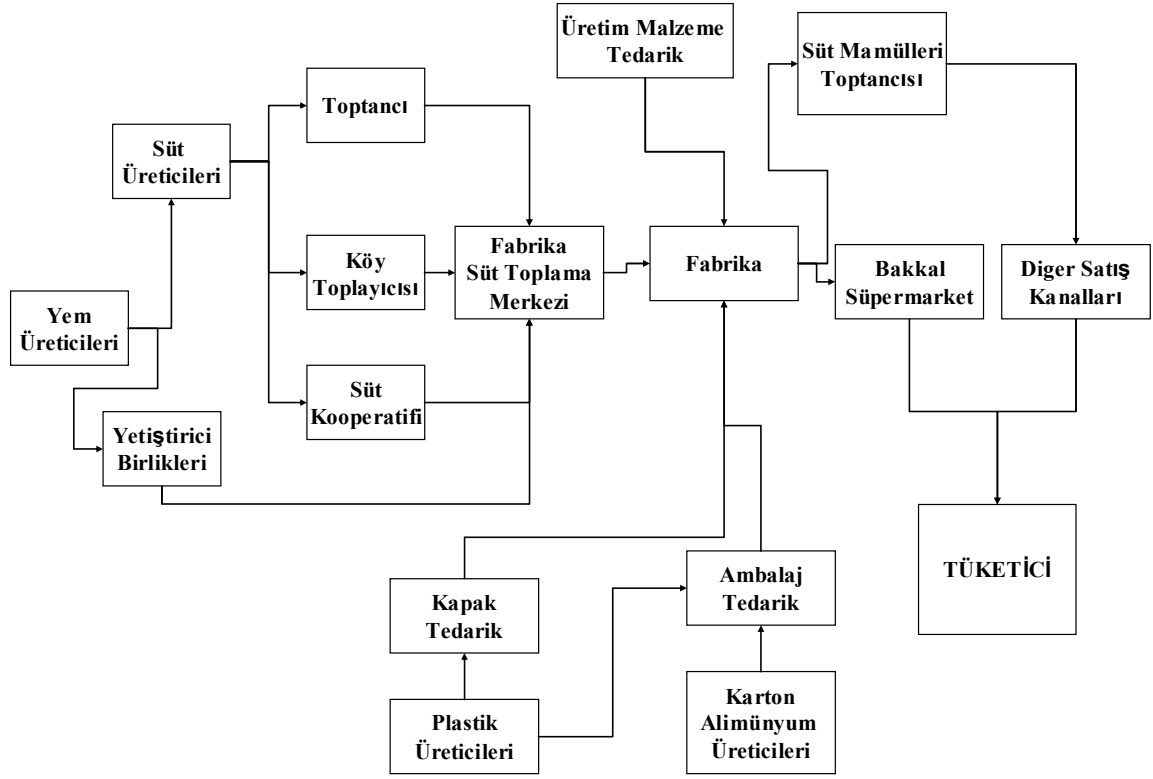 Üretim Malzeme
Tedarik
Süt Mamülleri
Toptancısı
Toptancı
Süt
Üreticileri
Köy
Toplayıcısı
Fabrika
Süt Toplama
Merkezi
Fabrika
Bakkal
Süpermarket
Diger Satış
Kanalları
Yem
Üreticileri
Süt
Kooperatifi
Yetiştirici
Birlikleri
Kapak
Tedarik
Ambalaj
Tedarik
TÜKETİCİ
Plastik
Üreticileri
Karton
Alimünyum
Üreticileri